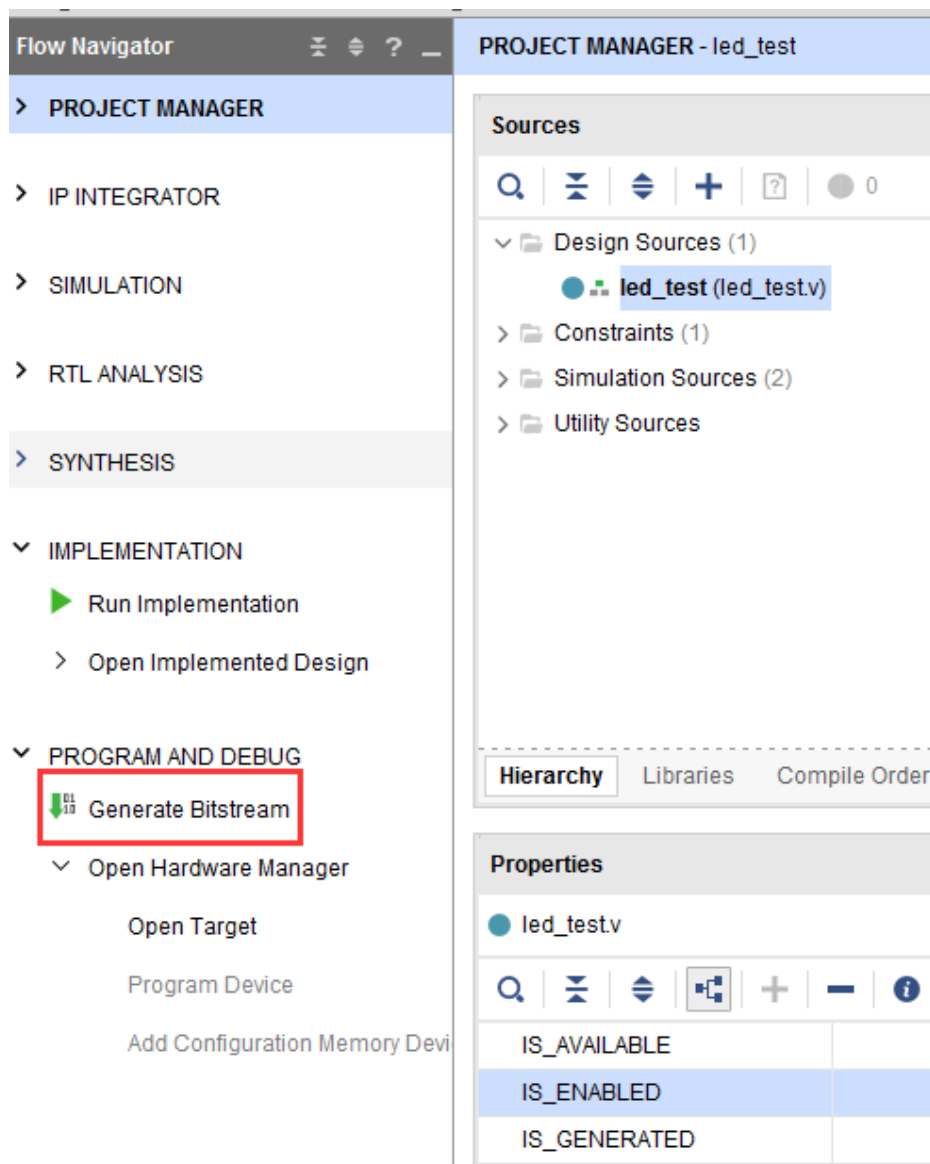 Flow Navigator ?
PROJECT MANAGER
IP INTEGRATOR
SIMULATION
RTL ANALYSIS
SYNTHESIS
IMPLEMENTATION
Run Implementation
Open Implemented Design
PROGRAM AND DEBUG
Generate Bitstream
Open Hardware Manager
Open Target
Program Device
Add Configuration Memory Devi
PROJECT MANAGER - led_test
Sources
? 0
Design Sources (1)
led_test (led_test.v)
Constraints (1)
Simulation Sources (2)
Utility Sources
Hierarchy Libraries Compile Order
Properties
led_test.v
IS_AVAILABLE
IS_ENABLED
IS_GENERATED